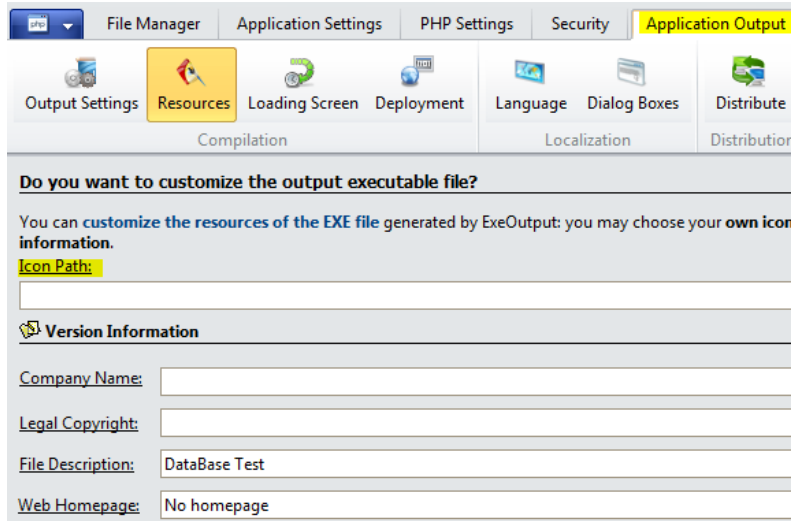 php File Manager Application Settings PHP Settings Security Application Output
Output Settings Resources Loading Screen Deployment Language Dialog Boxes Distribute
Compilation Localization Distribution
Do you want to customize the output executable file?
You can customize the resources of the EXE file generated by ExeOutput: you may choose your own icon
information.
Icon Path:
Version Information
Company Name:
Legal Copyright:
File Description: DataBase Test
Web Homepage: No homepage